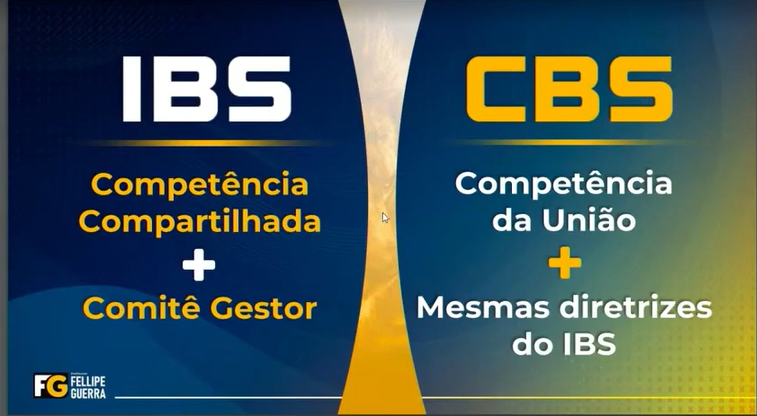 IBS
Competência
Compartilhada
+
Comitê Gestor
CBS
Competência
da União
+
Mesmas diretrizes
do IBS
FG
FELLIPE
GUERRA